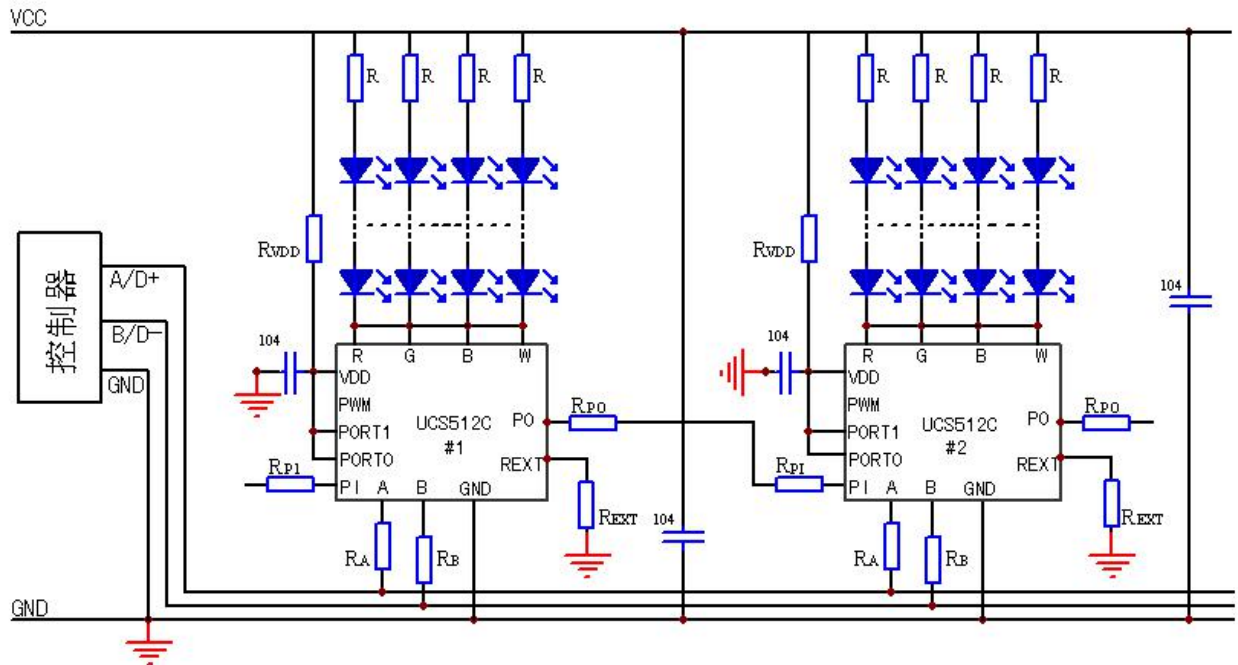 VCC
R R R R
R R R R
RVDD
RVDD
控制器
A/D+
B/D-
GND
104
104
104
104
R G B W
VDD
PWM
PORT1
PORT0
PI A B GND
UCS512C
#1
PO
REXT
RPO
RPI
REXT
RA
RB
R G B W
VDD
PWM
PORT1
PORT0
PI A B GND
UCS512C
#2
PO
REXT
RPO
RPI
REXT
RA
RB
GND